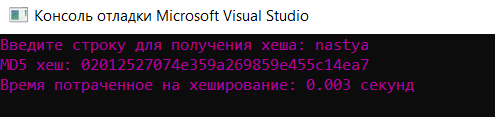 Консоль отладки Microsoft Visual Studio
Введите строку для получения хеша: nastya
MD5 хеш: 02012527074e359a269859e455c14ea7
Время потраченное на хеширование: 0.003 секунд